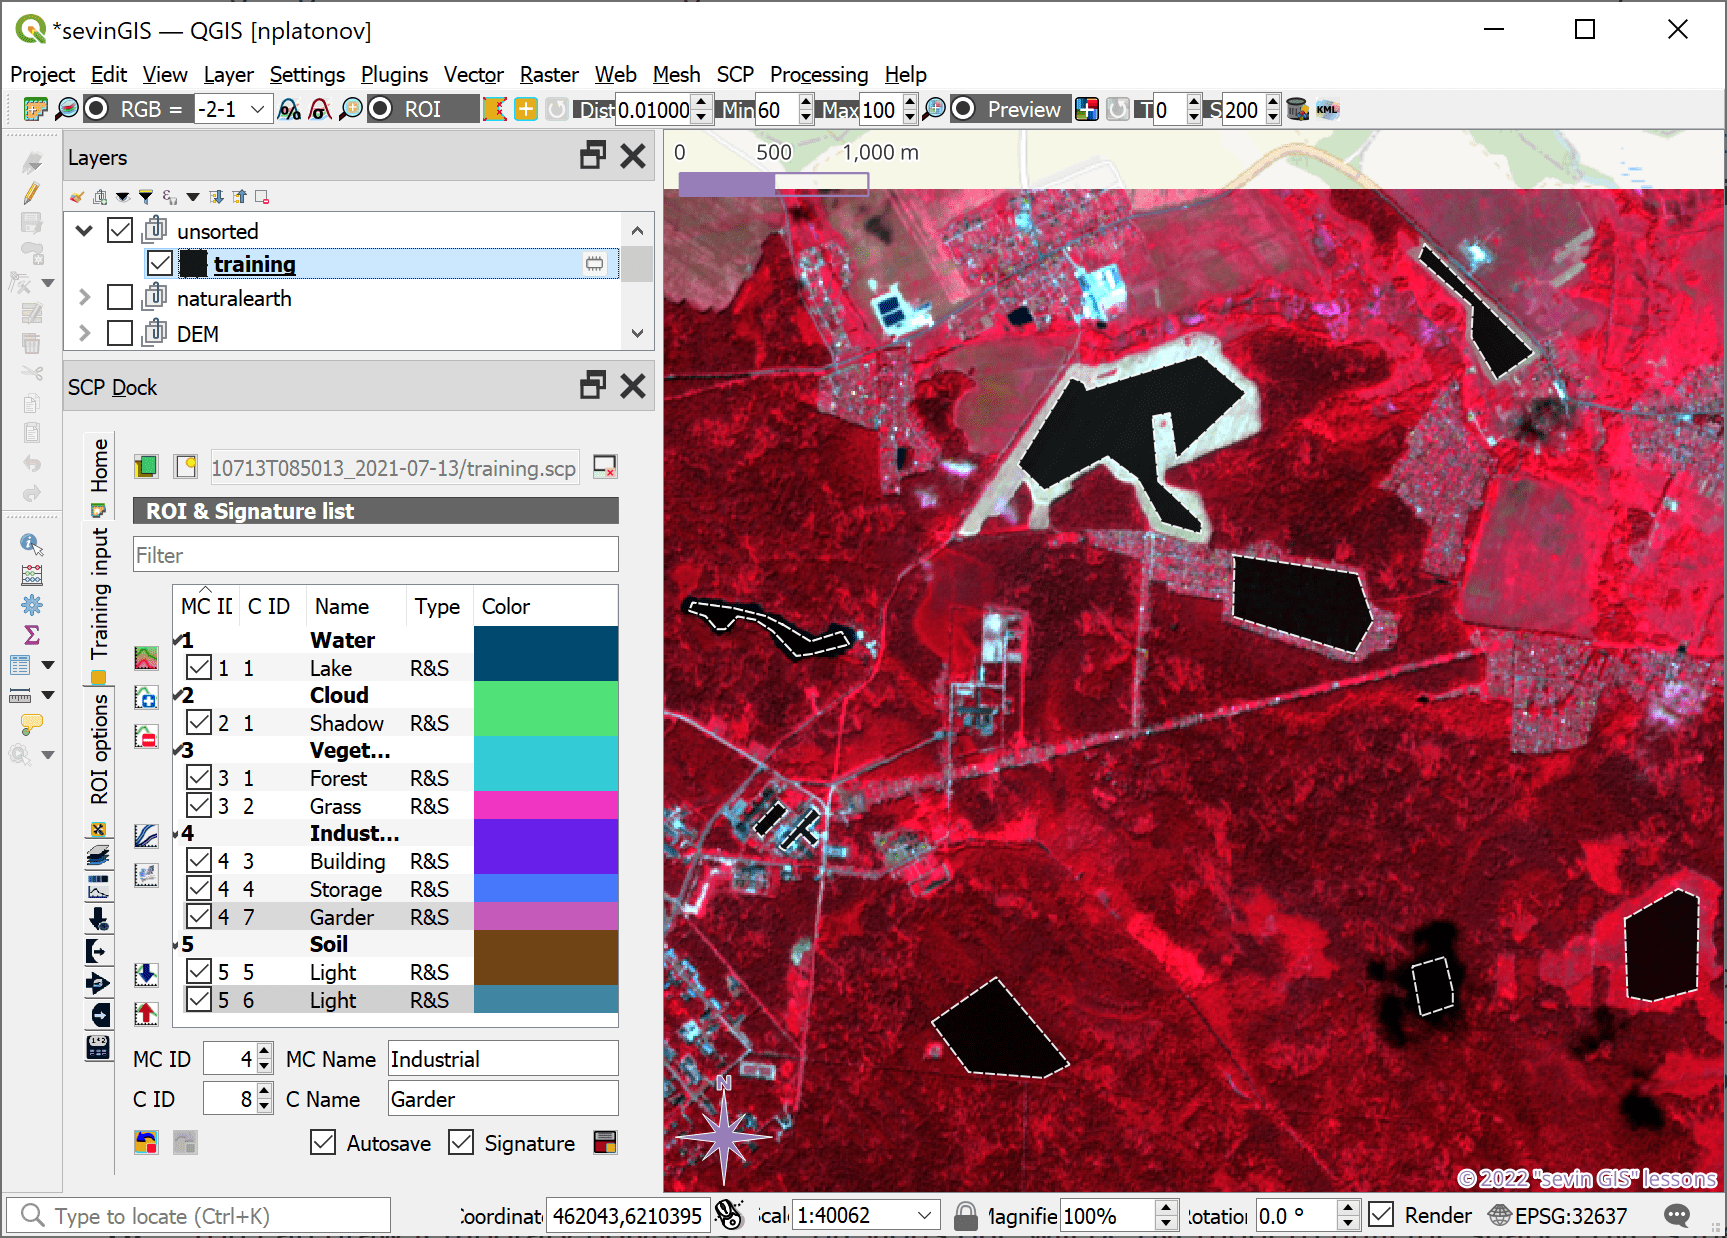 *sevinGIS — QGIS [nplatonov]
Project Edit View Layer Settings Plugins Vector Raster Web Mesh SCP Processing Help
RGB = -2-1 ROI Dist 0.01000 Min 60 Max 100 Preview T 0 S 200 KML
Layers
unsorted
training
naturalearth
DEM
SCP Dock
Home
Training input
ROI options
10713T085013_2021-07-13/training.scp
ROI & Signature list
Filter
MC ID C ID Name Type Color
1 Water
1 1 Lake R&S
2 Cloud
2 1 Shadow R&S
3 Veget...
3 1 Forest R&S
3 2 Grass R&S
4 Indust...
4 3 Building R&S
4 4 Storage R&S
4 7 Garder R&S
5 Soil
5 5 Light R&S
5 6 Light R&S
MC ID 4 MC Name Industrial
C ID 8 C Name Garder
Autosave Signature
0 500 1,000 m
N
© 2022 "sevin GIS" lessons
Type to locate (Ctrl+K)
oordinate 462043,6210395 cale 1:40062 Magnifie 100% otation 0.0 ° Render EPSG:32637